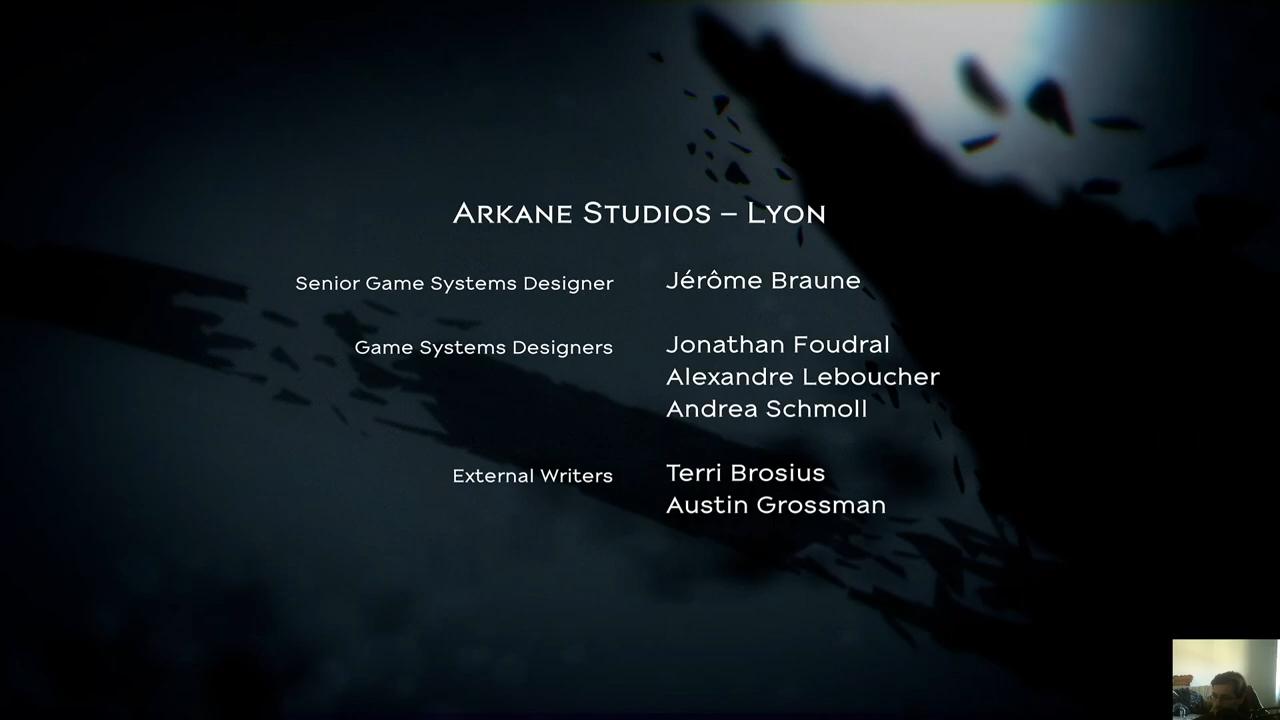 Arkane Studios – Lyon
Senior Game Systems Designer Jérôme Braune
Game Systems Designers Jonathan Foudral
Alexandre Leboucher
Andrea Schmoll
External Writers Terri Brosius
Austin Grossman